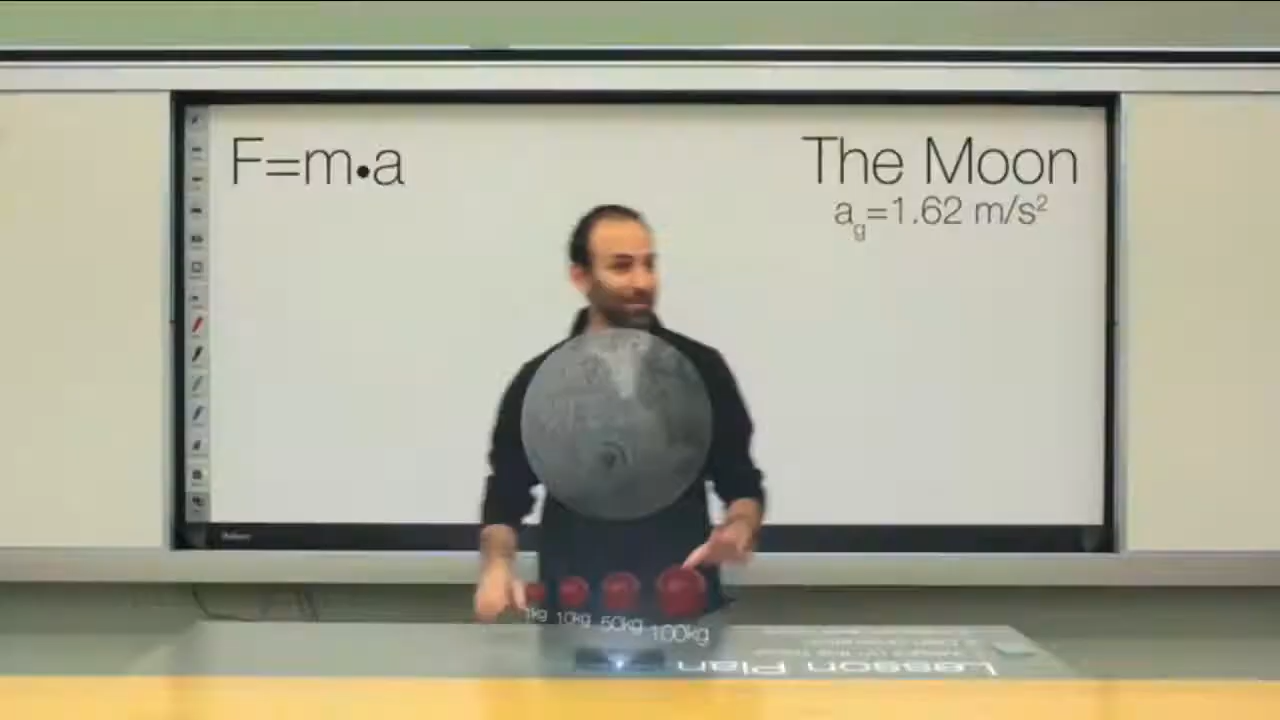 F=m•a
The Moon
ag=1.62 m/s²
1kg 10kg 50kg 100kg
Lesson Plan